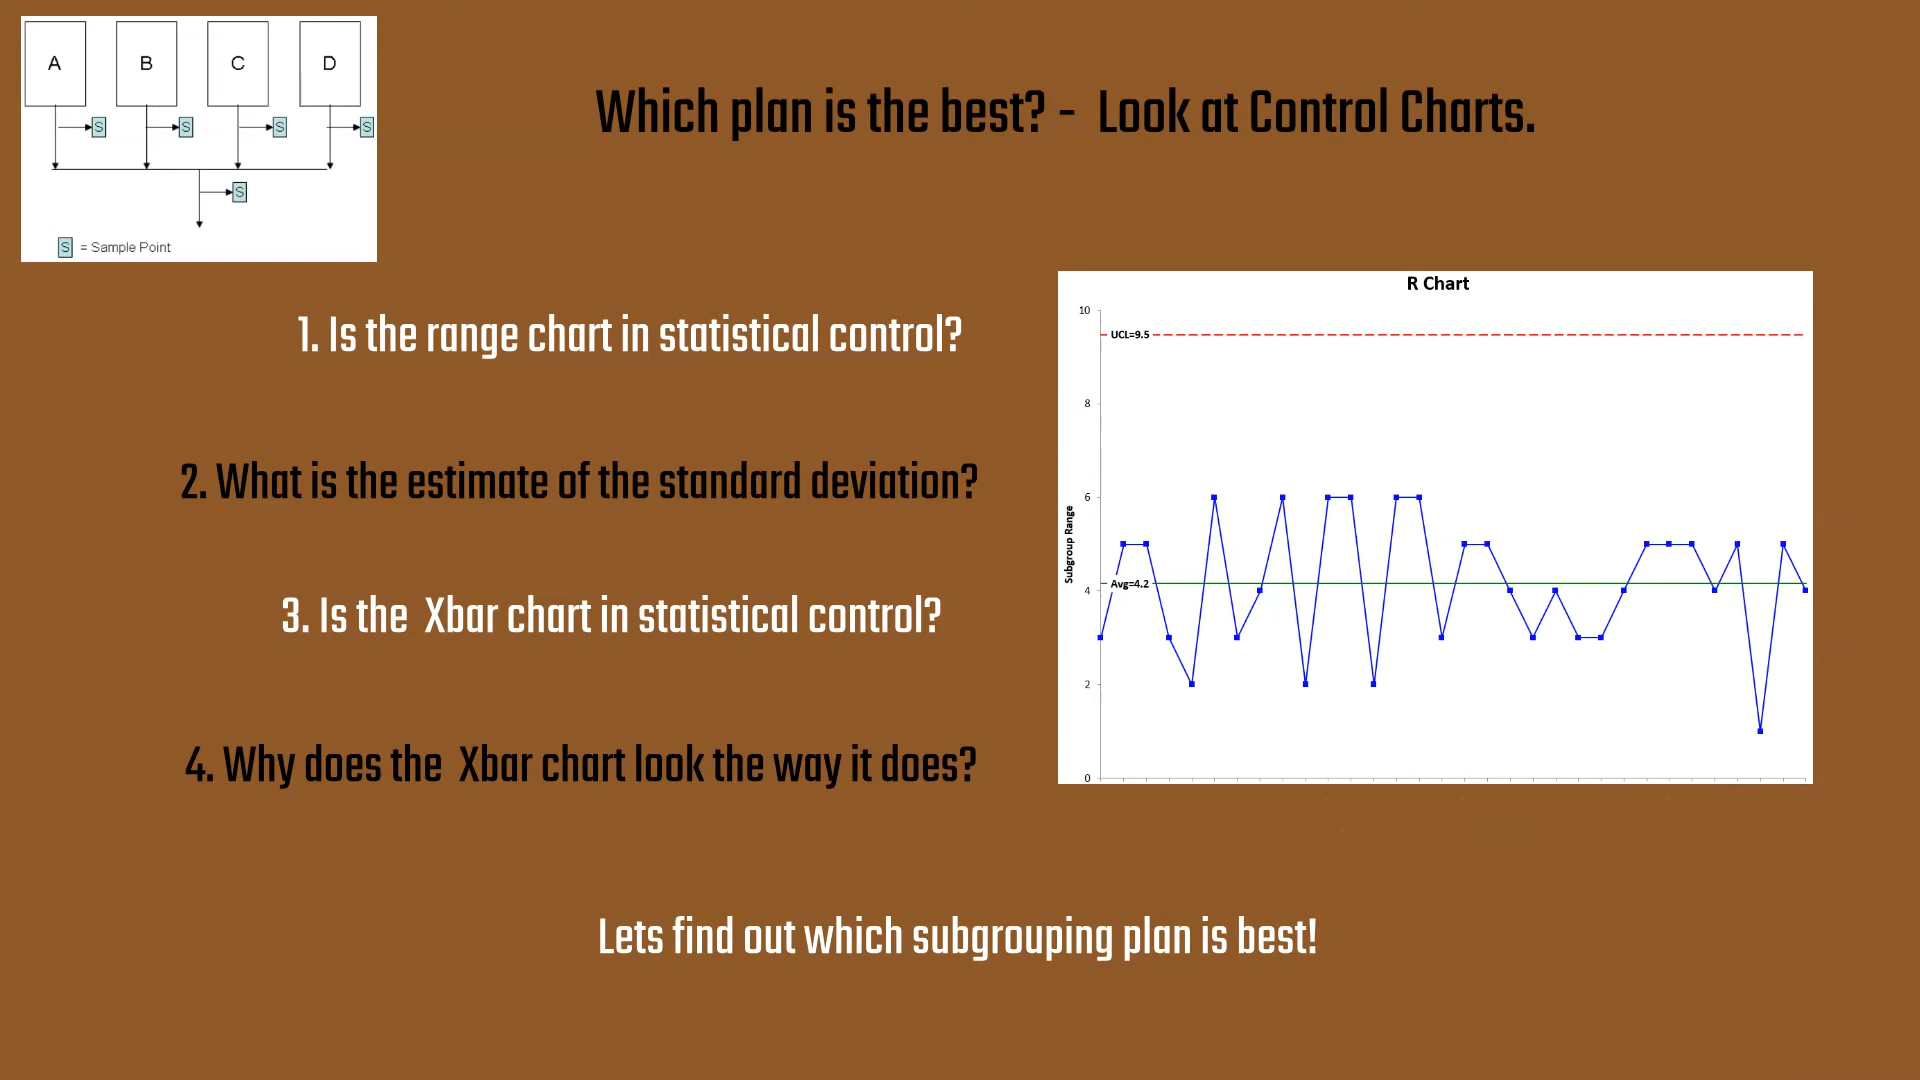 A B C D
S S S S
S
S = Sample Point
Which plan is the best? - Look at Control Charts.
1. Is the range chart in statistical control?
2. What is the estimate of the standard deviation?
3. Is the Xbar chart in statistical control?
4. Why does the Xbar chart look the way it does?
R Chart
10
UCL=9.5
8
6
Subgroup Range
Avg=4.2
4
2
0
Lets find out which subgrouping plan is best!